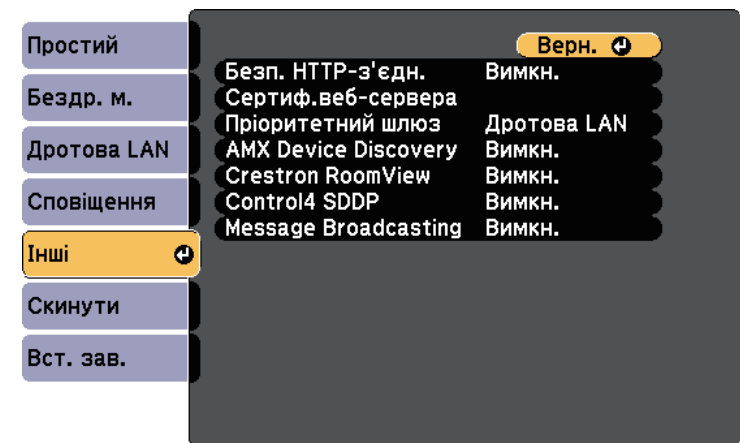 Простий
Бездр. м.
Дротова LAN
Сповіщення
Інші
Скинути
Вст. зав.
Верн.
Безп. HTTP-з'єдн. Вимкн.
Сертиф.веб-сервера
Пріоритетний шлюз Дротова LAN
AMX Device Discovery Вимкн.
Crestron RoomView Вимкн.
Control4 SDDP Вимкн.
Message Broadcasting Вимкн.